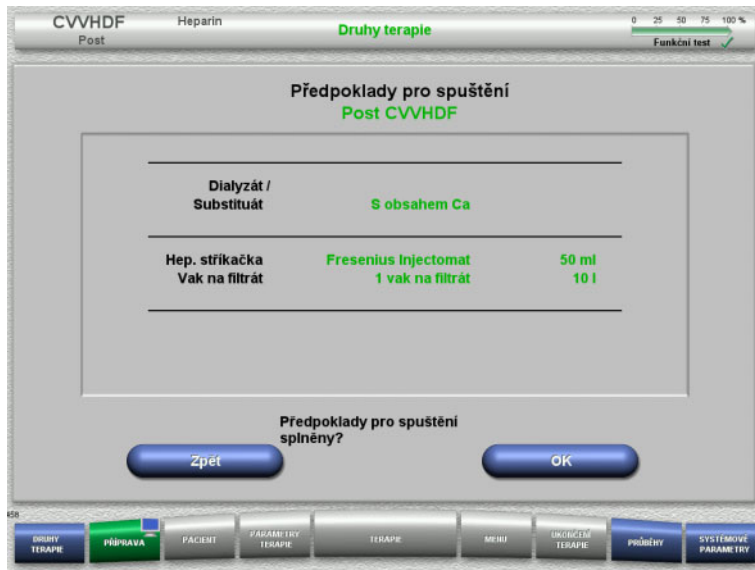 CVVHDF
Post
Heparin
Druhy terapie
0 25 50 75 100 %
Funkční test
Předpoklady pro spuštění
Post CVVHDF
Dialyzát /
Substituát S obsahem Ca
Hep. stříkačka Fresenius Injectomat 50 ml
Vak na filtrát 1 vak na filtrát 10 l
Předpoklady pro spuštění
splněny?
Zpět OK
458
DRUHY TERAPIE
PŘÍPRAVA
PACIENT
PARAMETRY TERAPIE
TERAPIE
MENU
UKONČENÍ TERAPIE
PRŮBĚHY
SYSTÉMOVÉ PARAMETRY